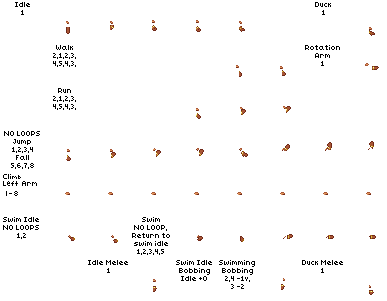 Idle
1
Duck
1
Walk
2,1,2,3,
4,5,4,3,
Rotation
Arm
1
Run
2,1,2,3,
4,5,4,3,
NO LOOPS
Jump
1,2,3,4
Fall
5,6,7,8
Climb
Left Arm
1-8
Swim Idle
NO LOOPS
1,2
Swim
NO LOOP,
Return to
swim idle
1,2,3,4,5
Swim Idle
Bobbing
Idle +0
Swimming
Bobbing
2,4 -1v,
3 -2
Idle Melee
1
Duck Melee
1